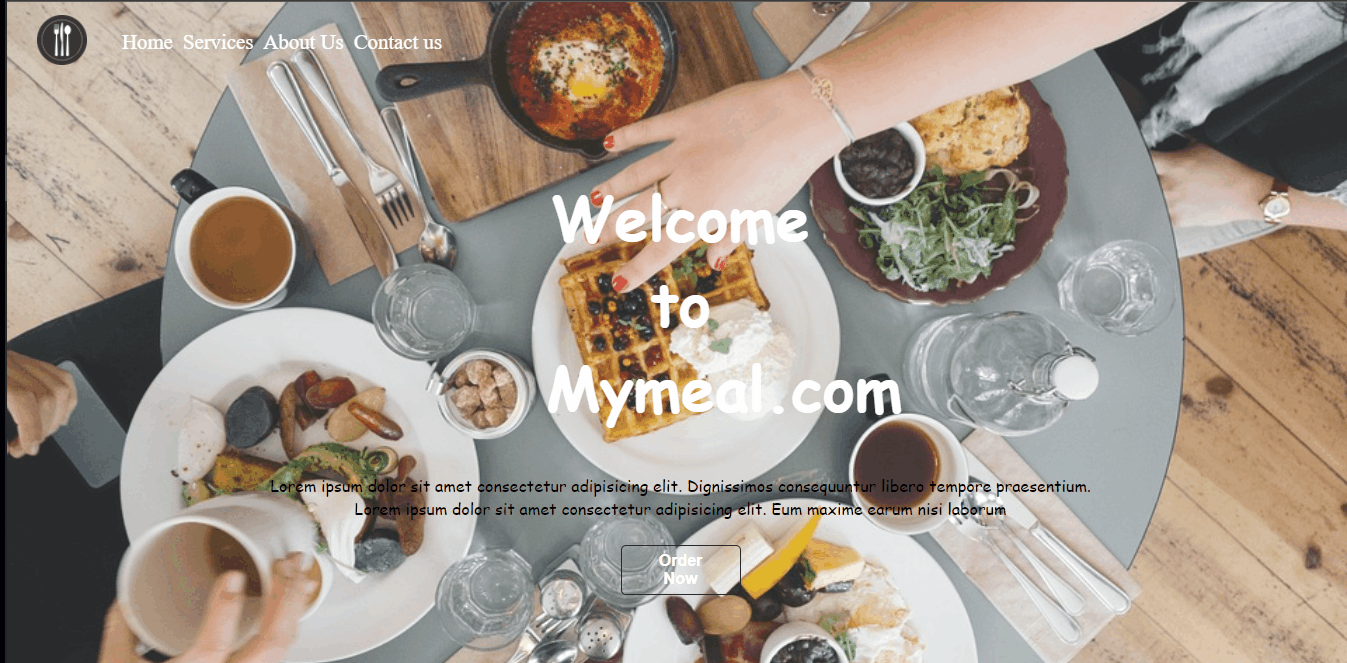 Home Services About Us Contact us
Welcome
to
Mymeal.com
Lorem ipsum dolor sit amet consectetur adipisicing elit. Dignissimos consequuntur libero tempore praesentium.
Lorem ipsum dolor sit amet consectetur adipisicing elit. Eum maxime earum nisi laborum
Order
Now